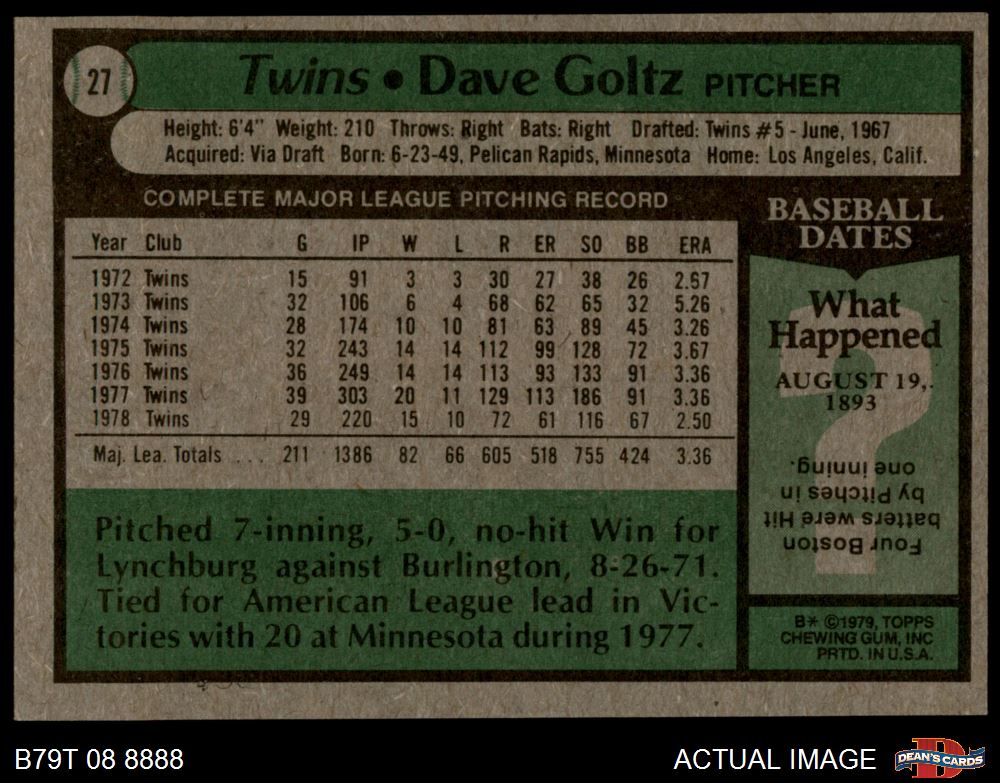 27
Twins • Dave Goltz PITCHER
Height: 6'4" Weight: 210 Throws: Right Bats: Right Drafted: Twins #5 - June, 1967
Acquired: Via Draft Born: 6-23-49, Pelican Rapids, Minnesota Home: Los Angeles, Calif.
COMPLETE MAJOR LEAGUE PITCHING RECORD
Year Club G IP W L R ER SO BB ERA
1972 Twins 15 91 3 3 30 27 38 26 2.67
1973 Twins 32 106 6 4 68 62 65 32 5.26
1974 Twins 28 174 10 10 81 63 89 45 3.26
1975 Twins 32 243 14 14 112 99 128 72 3.67
1976 Twins 36 249 14 14 113 93 133 91 3.36
1977 Twins 39 303 20 11 129 113 186 91 3.36
1978 Twins 29 220 15 10 72 61 116 67 2.50
Maj. Lea. Totals ... 211 1386 82 66 605 518 755 424 3.36
Pitched 7-inning, 5-0, no-hit Win for
Lynchburg against Burlington, 8-26-71.
Tied for American League lead in Vic-
tories with 20 at Minnesota during 1977.
BASEBALL
DATES
What
Happened
AUGUST 19,
1893
?
Four Boston
batters were Hit
by Pitches in
one inning.
B* ©1979, TOPPS
CHEWING GUM, INC
PRTD. IN U.S.A.
B79T 08 8888
ACTUAL IMAGE
D
DEAN'S CARDS